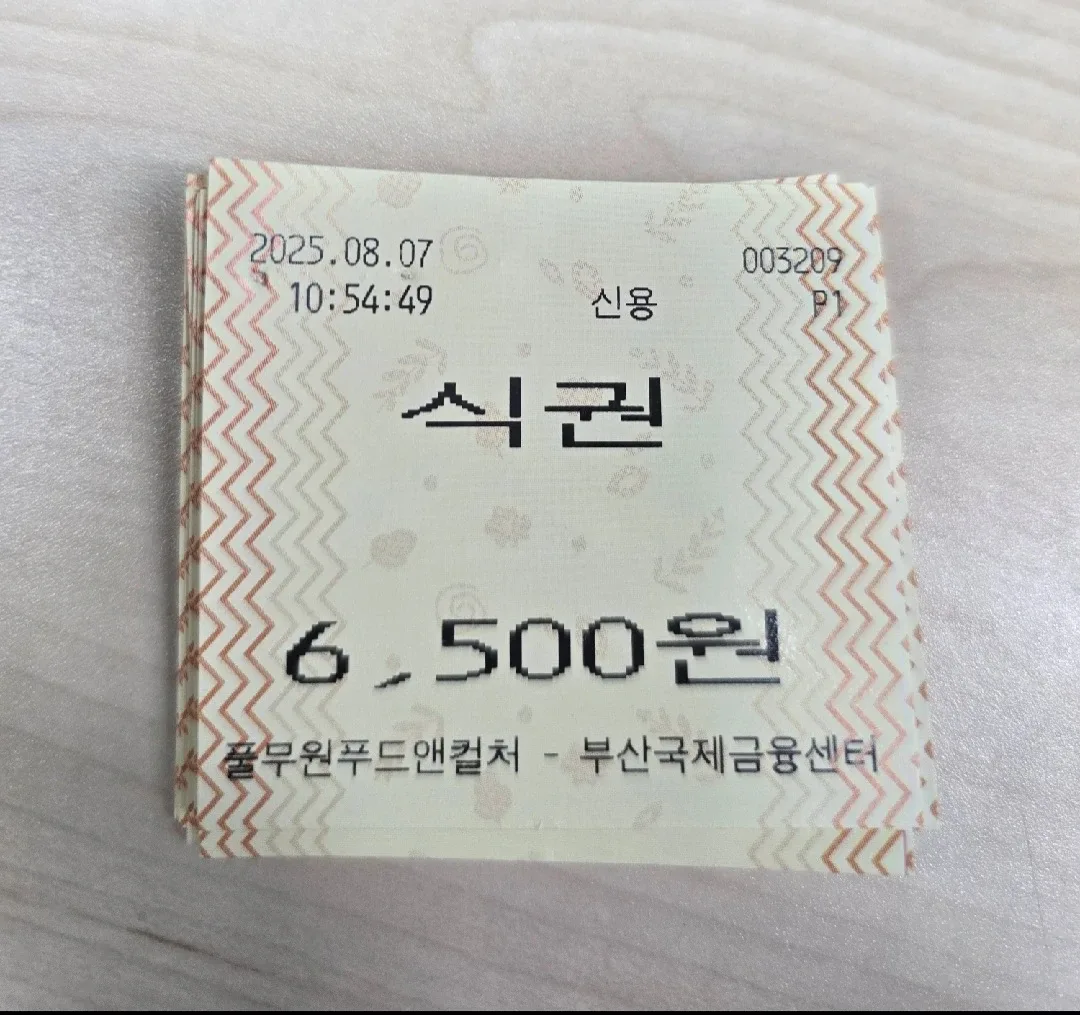 2025.08.07 003209
10:54:49 신용 P1
식권
6,500원
풀무원푸드앤컬처 - 부산국제금융센터